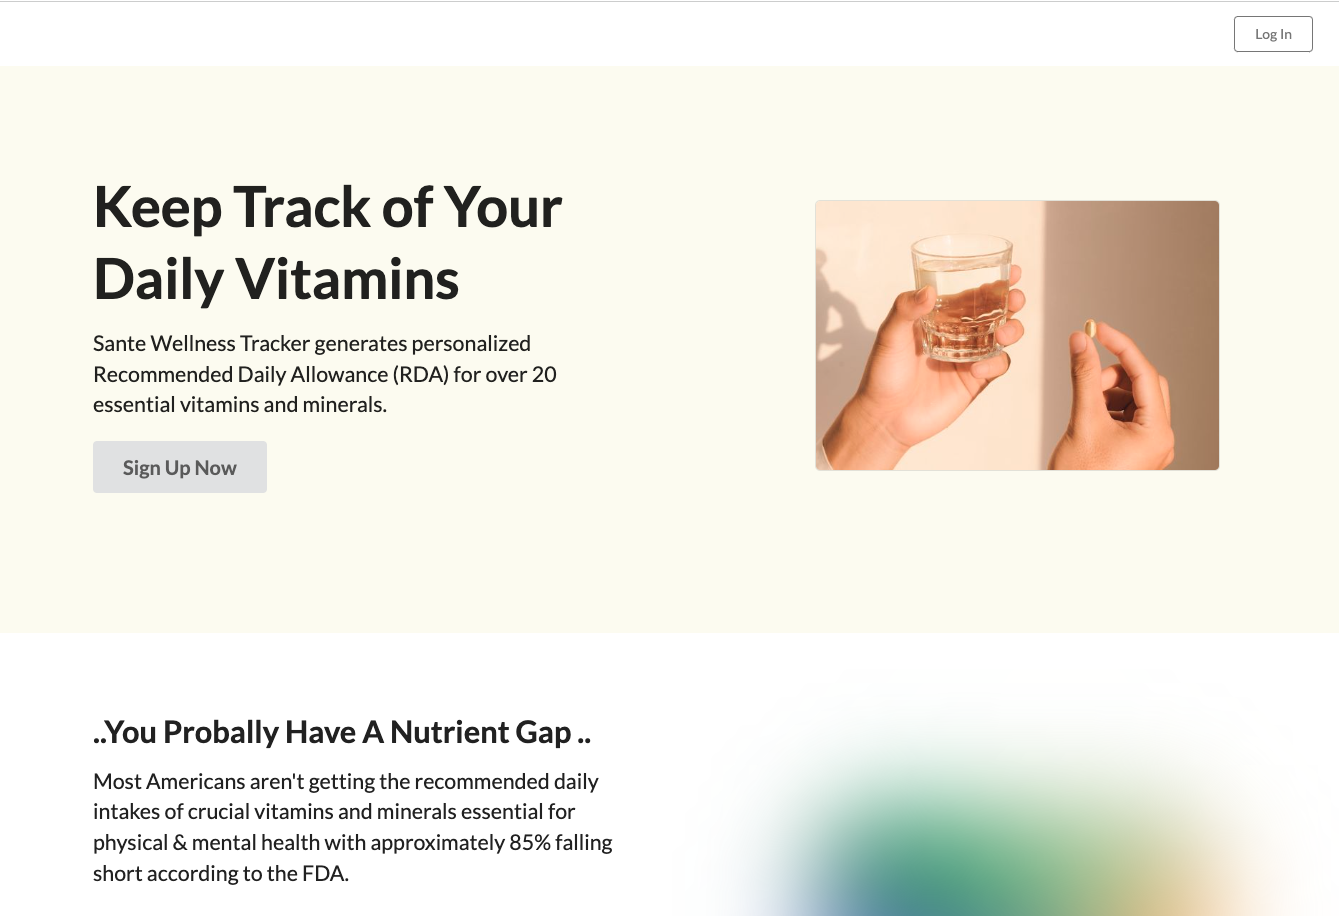 Log In
Keep Track of Your
Daily Vitamins
Sante Wellness Tracker generates personalized
Recommended Daily Allowance (RDA) for over 20
essential vitamins and minerals.
Sign Up Now
..You Probally Have A Nutrient Gap ..
Most Americans aren't getting the recommended daily
intakes of crucial vitamins and minerals essential for
physical & mental health with approximately 85% falling
short according to the FDA.